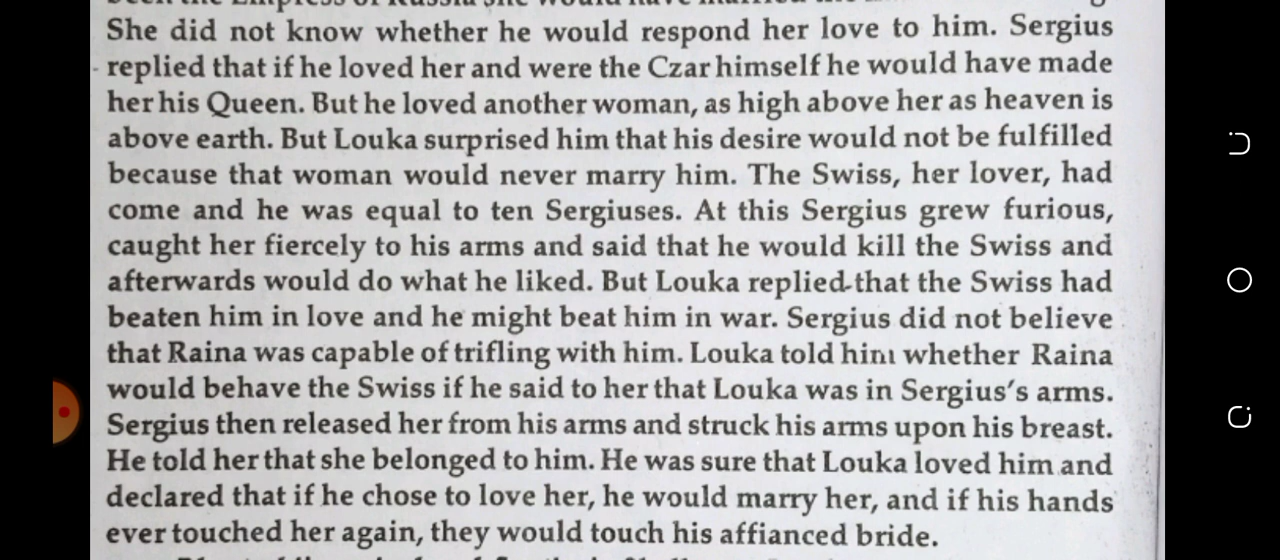 She did not know whether he would respond her love to him. Sergius
replied that if he loved her and were the Czar himself he would have made
her his Queen. But he loved another woman, as high above her as heaven is
above earth. But Louka surprised him that his desire would not be fulfilled
because that woman would never marry him. The Swiss, her lover, had
come and he was equal to ten Sergiuses. At this Sergius grew furious,
caught her fiercely to his arms and said that he would kill the Swiss and
afterwards would do what he liked. But Louka replied that the Swiss had
beaten him in love and he might beat him in war. Sergius did not believe
that Raina was capable of trifling with him. Louka told him whether Raina
would behave the Swiss if he said to her that Louka was in Sergius's arms.
Sergius then released her from his arms and struck his arms upon his breast.
He told her that she belonged to him. He was sure that Louka loved him and
declared that if he chose to love her, he would marry her, and if his hands
ever touched her again, they would touch his affianced bride.